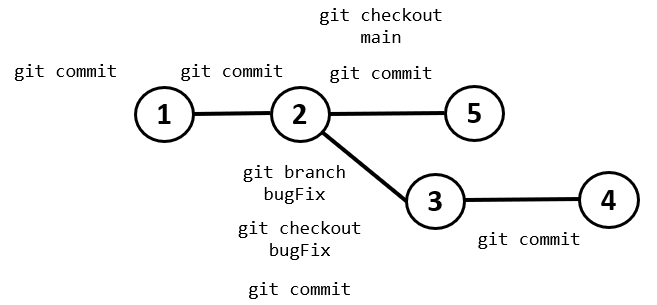 git checkout
main
git commit
git commit
git commit
1
2
5
git branch
bugFix
3
4
git checkout
bugFix
git commit
git commit